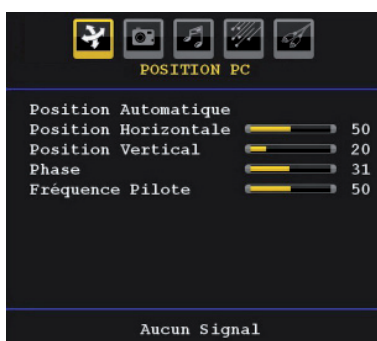 POSITION PC
Position Automatique
Position Horizontale 50
Position Vertical 20
Phase 31
Fréquence Pilote 50
Aucun Signal